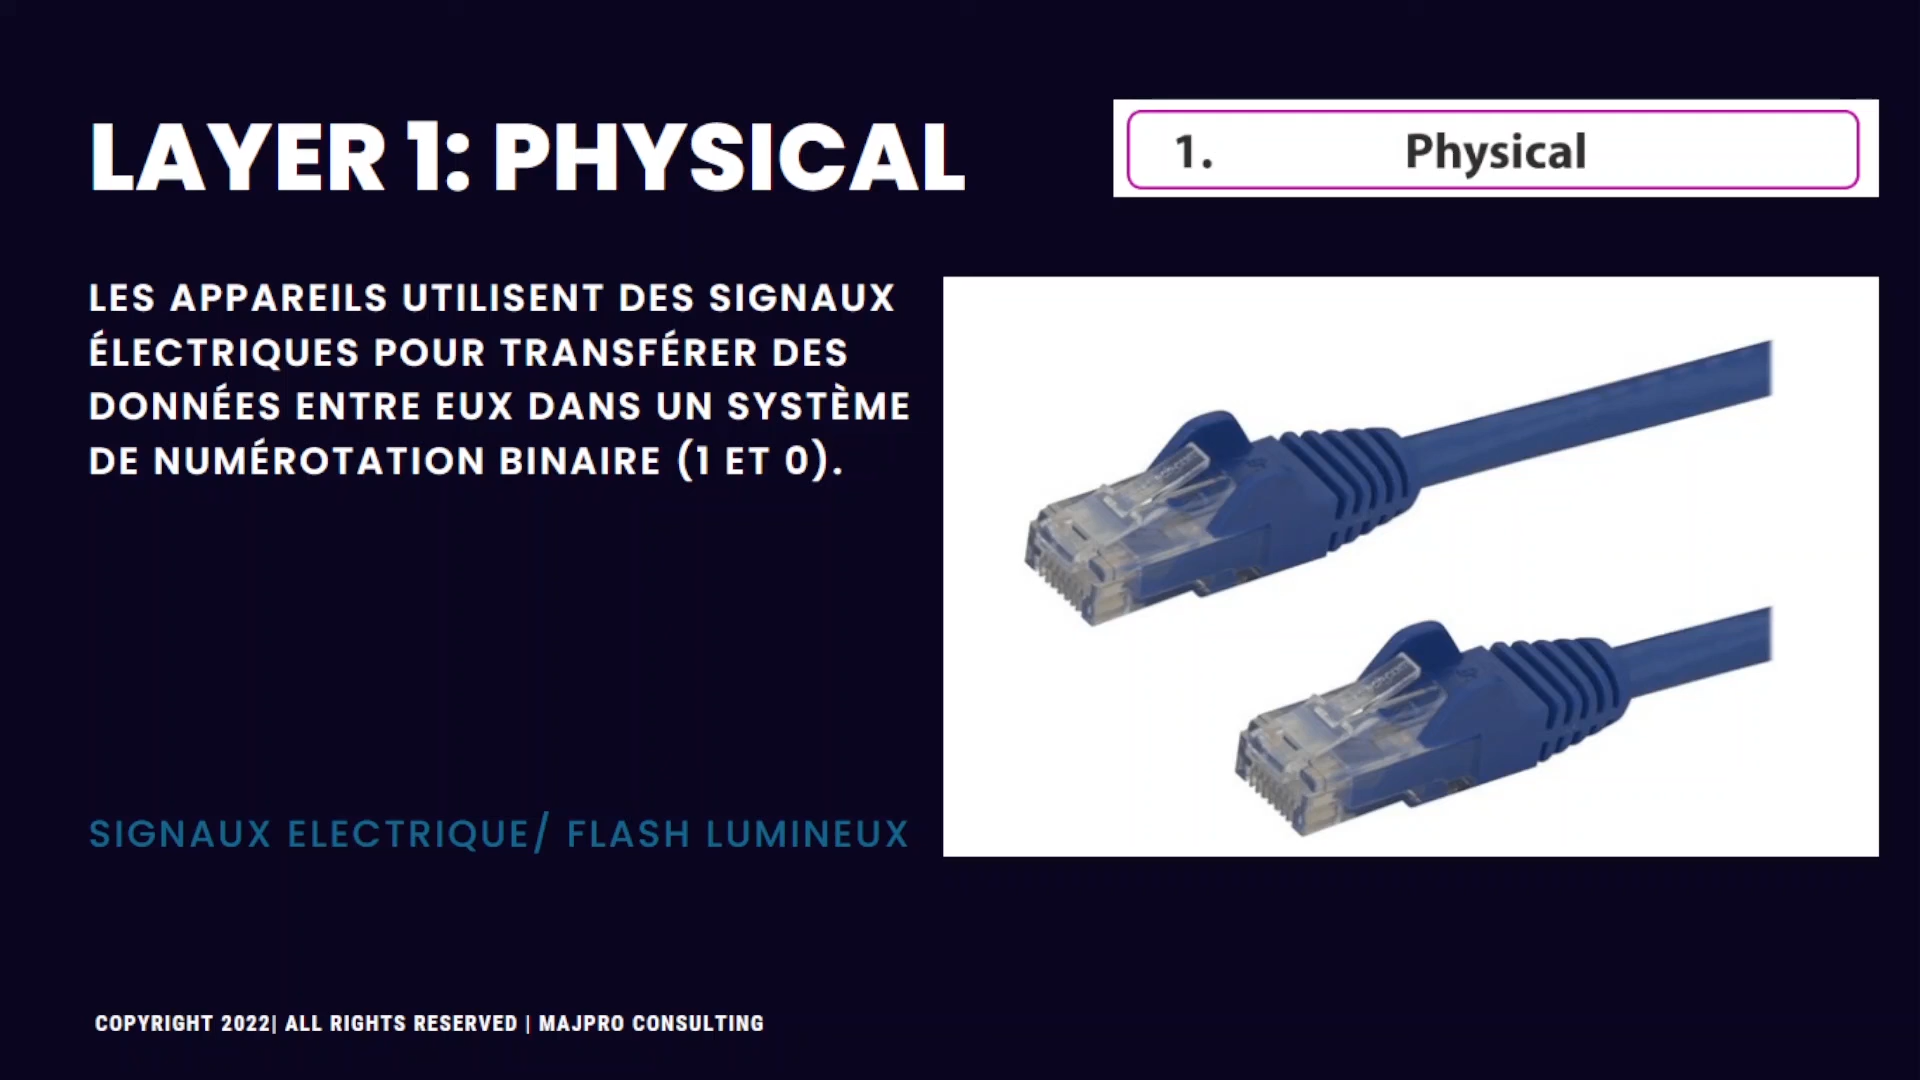 LAYER 1: PHYSICAL
1. Physical
LES APPAREILS UTILISENT DES SIGNAUX
ÉLECTRIQUES POUR TRANSFÉRER DES
DONNÉES ENTRE EUX DANS UN SYSTÈME
DE NUMÉROTATION BINAIRE (1 ET 0).
SIGNAUX ELECTRIQUE/ FLASH LUMINEUX
COPYRIGHT 2022| ALL RIGHTS RESERVED | MAJPRO CONSULTING